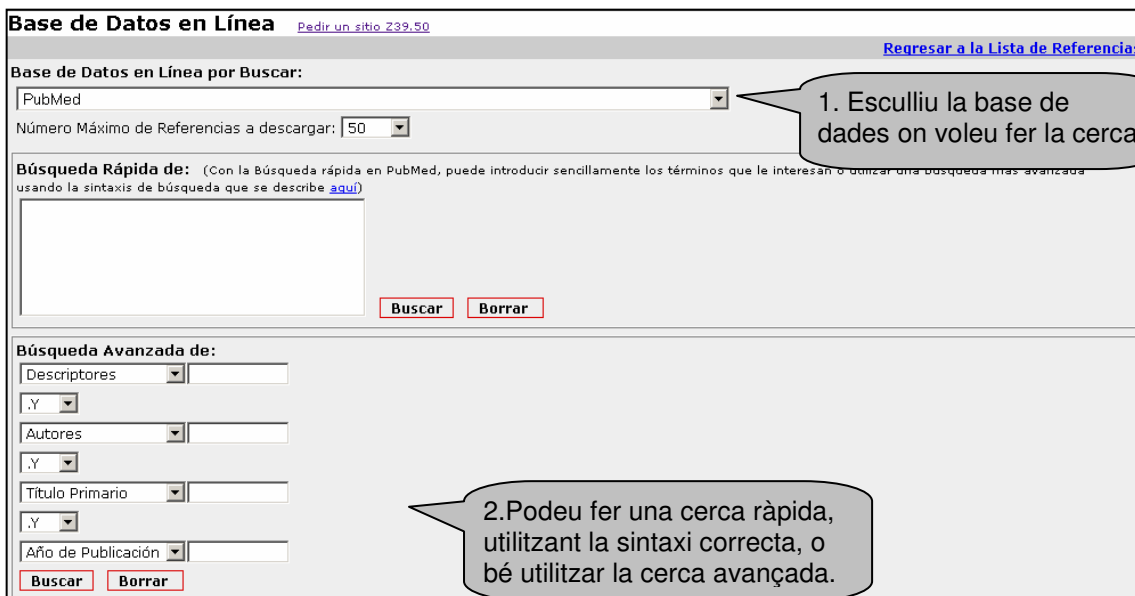 Base de Datos en Línea Pedir un sitio Z39.50
Regresar a la Lista de Referencias
Base de Datos en Línea por Buscar:
PubMed
1. Esculliu la base de
dades on voleu fer la cerca
Número Máximo de Referencias a descargar: 50
Búsqueda Rápida de: (Con la Búsqueda rápida en PubMed, puede introducir sencillamente los términos que le interesan o utilizar una búsqueda más avanzada
usando la sintaxis de búsqueda que se describe aquí)
Buscar Borrar
Búsqueda Avanzada de:
Descriptores
.Y
Autores
.Y
Título Primario
.Y
Año de Publicación
Buscar Borrar
2.Podeu fer una cerca ràpida,
utilitzant la sintaxi correcta, o
bé utilitzar la cerca avançada.